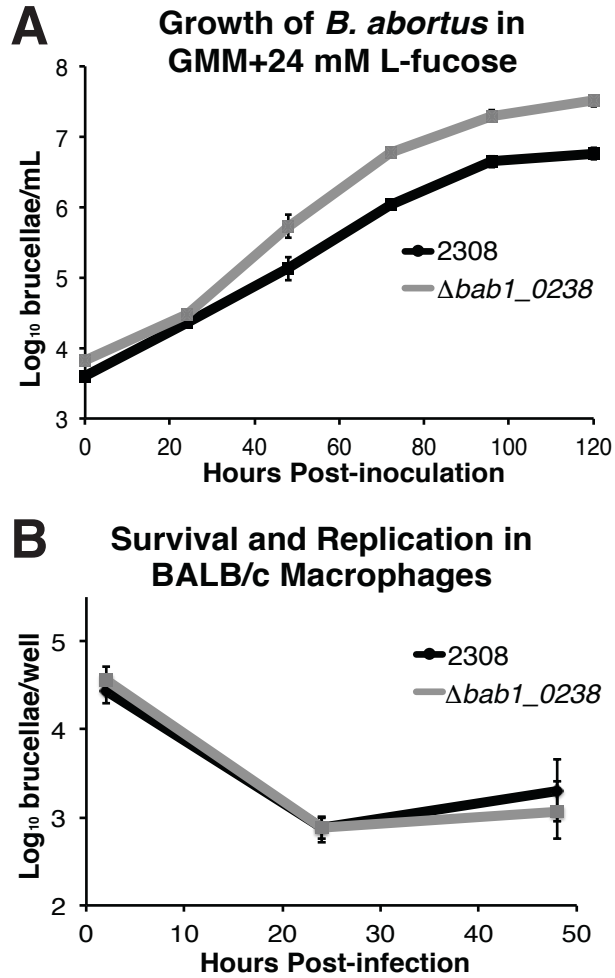 A
Growth of B. abortus in
GMM+24 mM L-fucose
8
7
6
5
4
3
Log₁₀ brucellae/mL
2308
Δbab1_0238
0 20 40 60 80 100 120
Hours Post-inoculation
B
Survival and Replication in
BALB/c Macrophages
5
4
3
2
Log₁₀ brucellae/well
2308
Δbab1_0238
0 10 20 30 40 50
Hours Post-infection